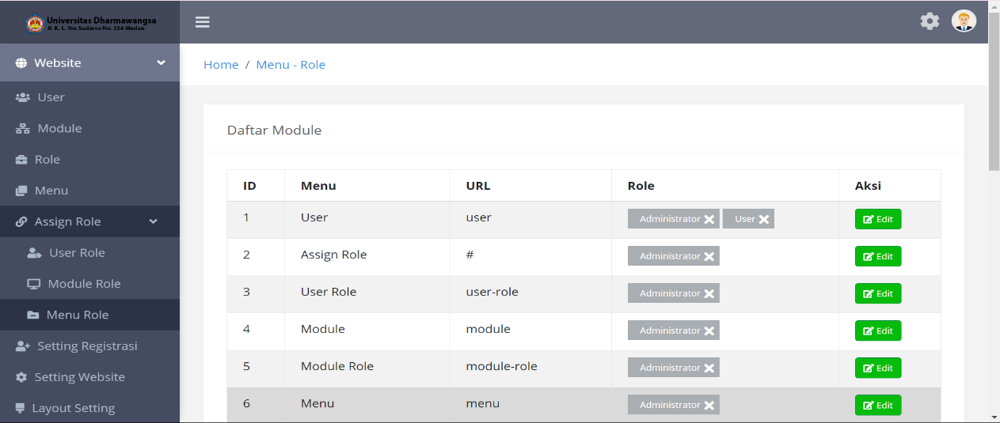 Universitas Dharmawangsa
Jl. K. L. Yos Sudarso No. 224 Medan
Website
User
Module
Role
Menu
Assign Role
User Role
Module Role
Menu Role
Setting Registrasi
Setting Website
Layout Setting
Home / Menu - Role
Daftar Module
ID Menu URL Role Aksi
1 User user Administrator User Edit
2 Assign Role # Administrator Edit
3 User Role user-role Administrator Edit
4 Module module Administrator Edit
5 Module Role module-role Administrator Edit
6 Menu menu Administrator Edit